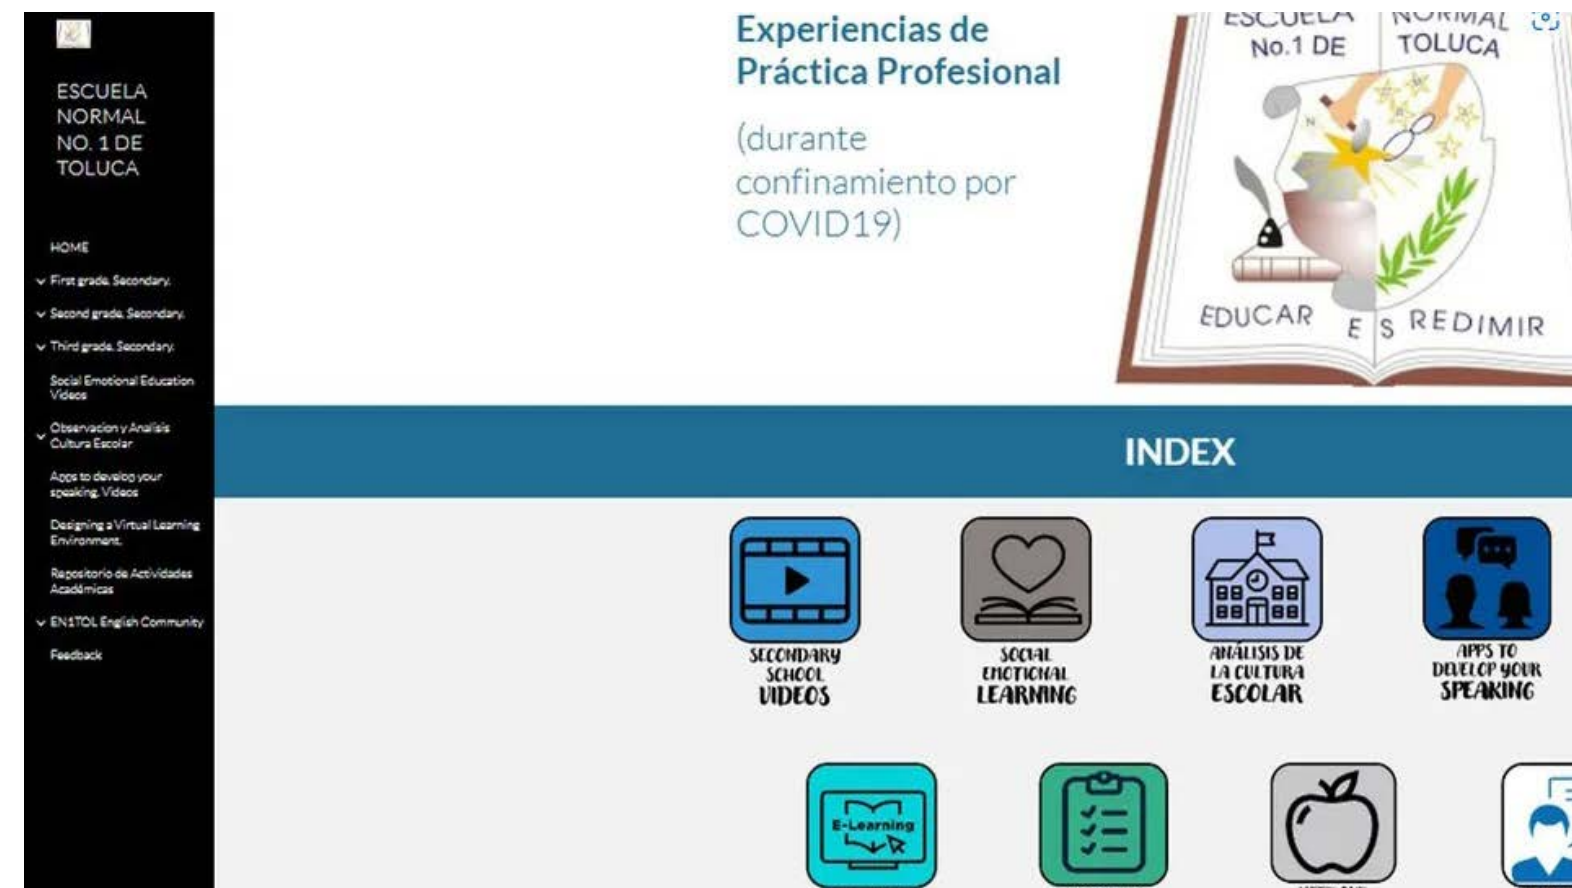 ESCUELA
NORMAL
NO. 1 DE
TOLUCA
HOME
First grade. Secondary.
Second grade. Secondary.
Third grade. Secondary.
Social Emotional Education
Videos
Observacion y Analisis
Cultura Escolar
Apps to develop your
speaking. Videos
Designing a Virtual Learning
Environment.
Repositorio de Actividades
Académicas
EN1TOL English Community
Feedback
Experiencias de
Práctica Profesional
(durante
confinamiento por
COVID19)
ESCUELA NORMAL
No.1 DE TOLUCA
EDUCAR ES REDIMIR
INDEX
SECONDARY
SCHOOL
VIDEOS
SOCIAL
EMOTIONAL
LEARNING
ANÁLISIS DE
LA CULTURA
ESCOLAR
APPS TO
DEVELOP YOUR
SPEAKING
E-Learning